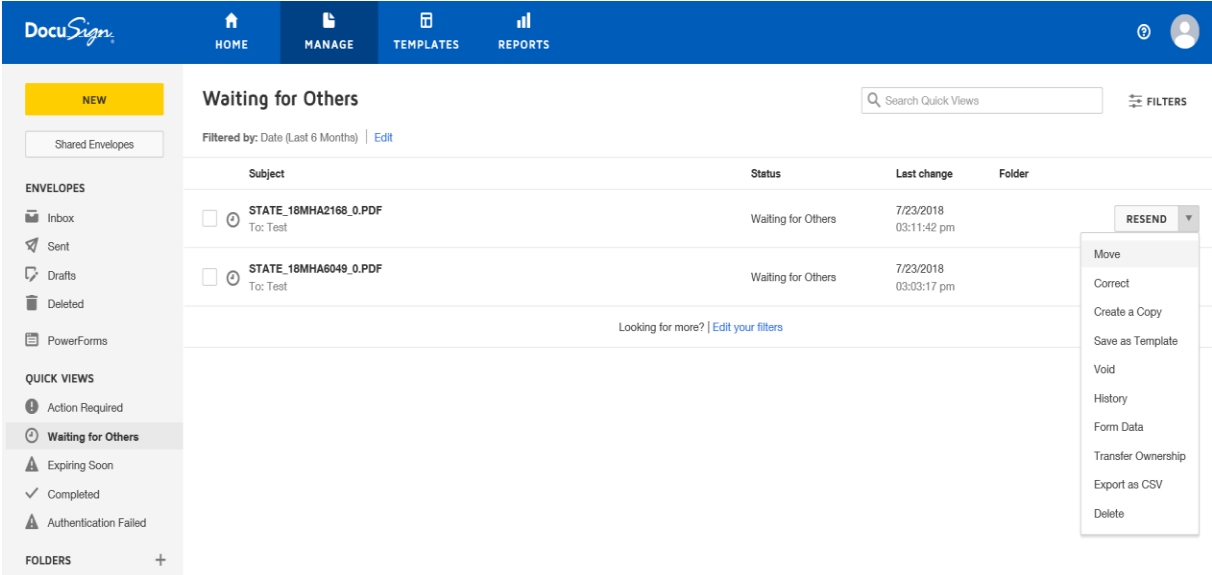 DocuSign
HOME
MANAGE
TEMPLATES
REPORTS
NEW
Shared Envelopes
ENVELOPES
Inbox
Sent
Drafts
Deleted
PowerForms
QUICK VIEWS
Action Required
Waiting for Others
Expiring Soon
Completed
Authentication Failed
FOLDERS +
Waiting for Others
Search Quick Views
FILTERS
Filtered by: Date (Last 6 Months) | Edit
Subject Status Last change Folder
STATE_18MHA2168_0.PDF Waiting for Others 7/23/2018 RESEND
To: Test 03:11:42 pm
STATE_18MHA6049_0.PDF Waiting for Others 7/23/2018
To: Test 03:03:17 pm
Looking for more? | Edit your filters
Move
Correct
Create a Copy
Save as Template
Void
History
Form Data
Transfer Ownership
Export as CSV
Delete